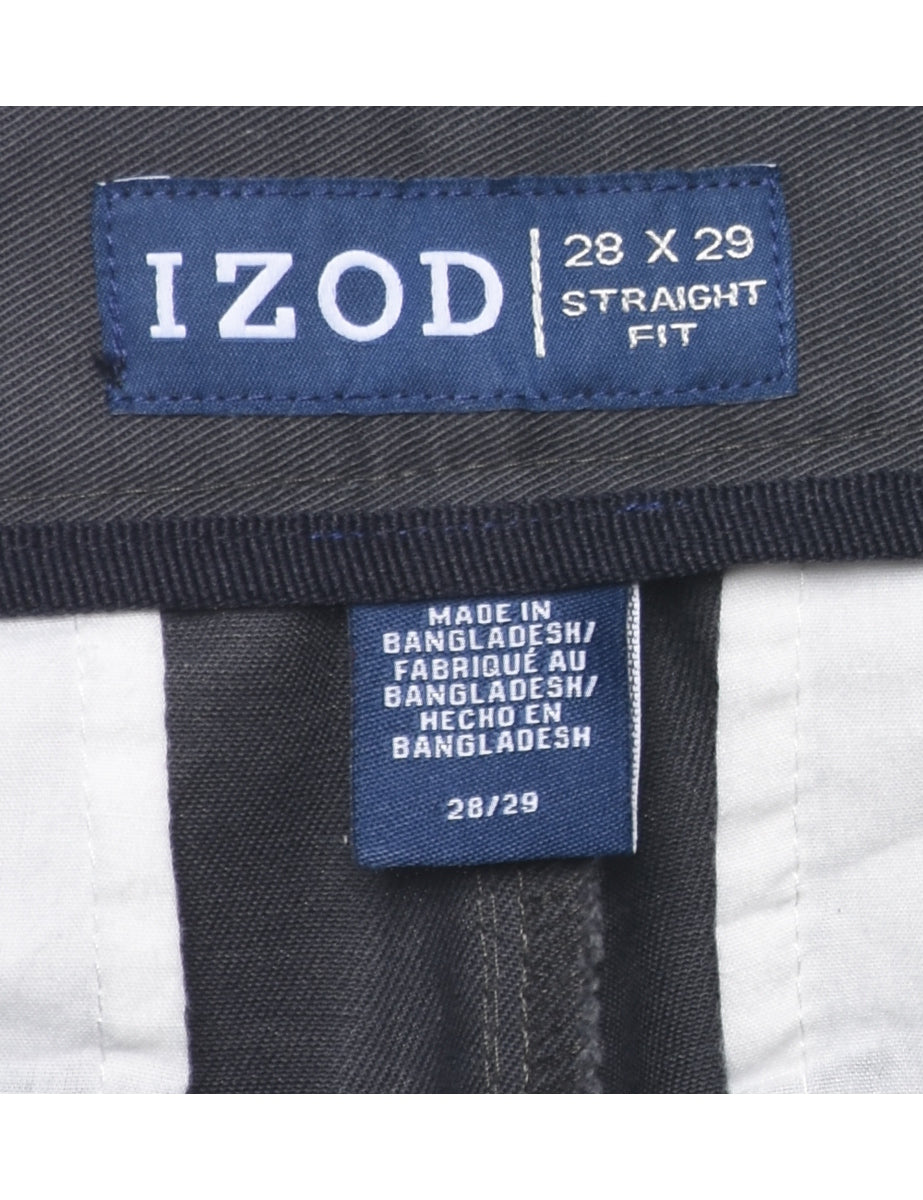 IZOD
28 X 29
STRAIGHT
FIT
MADE IN
BANGLADESH/
FABRIQUÉ AU
BANGLADESH/
HECHO EN
BANGLADESH
28/29